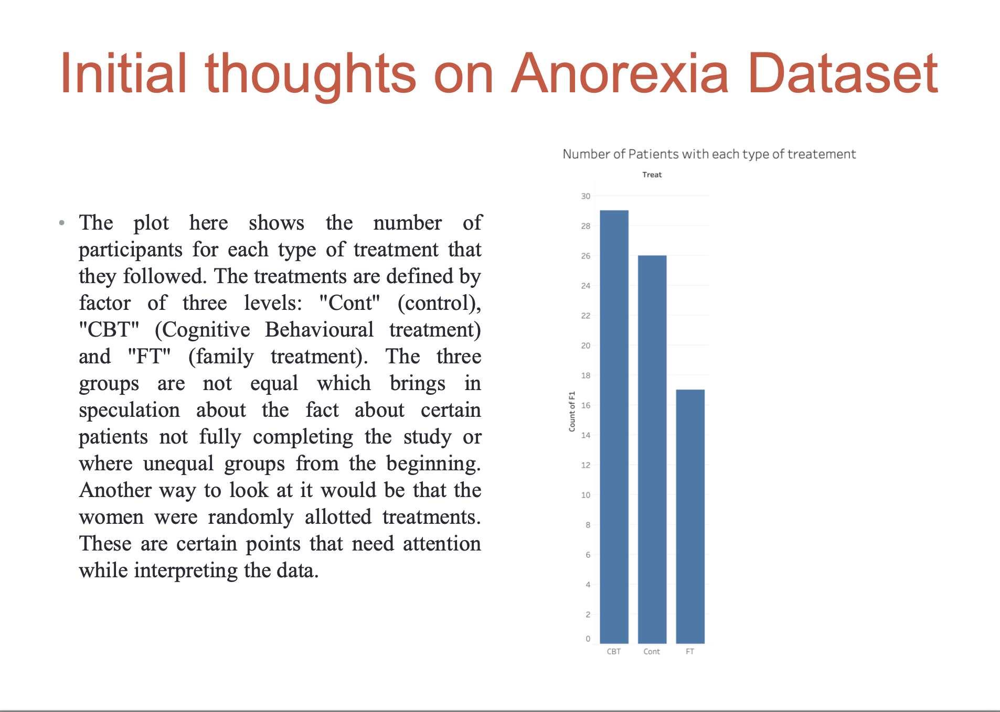 Initial thoughts on Anorexia Dataset
• The plot here shows the number of
participants for each type of treatment that
they followed. The treatments are defined by
factor of three levels: "Cont" (control),
"CBT" (Cognitive Behavioural treatment)
and "FT" (family treatment). The three
groups are not equal which brings in
speculation about the fact about certain
patients not fully completing the study or
where unequal groups from the beginning.
Another way to look at it would be that the
women were randomly allotted treatments.
These are certain points that need attention
while interpreting the data.
Number of Patients with each type of treatement
Treat
Count of F1
30
28
26
24
22
20
18
16
14
12
10
8
6
4
2
0
CBT Cont FT